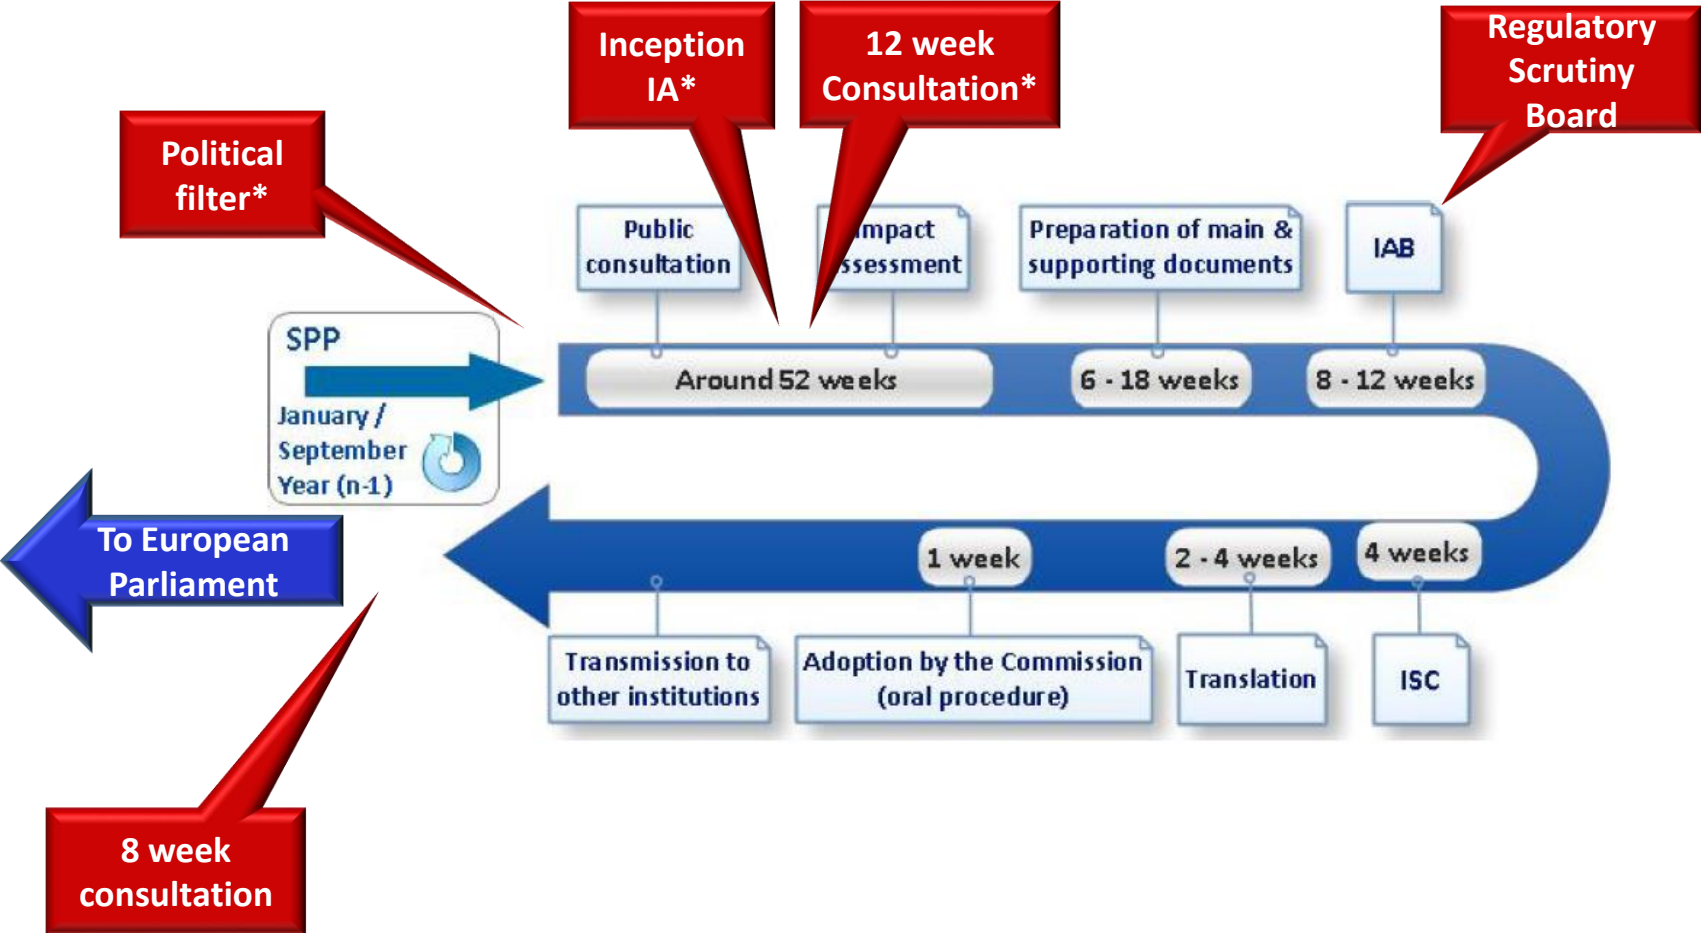 Inception
IA*
12 week
Consultation*
Regulatory
Scrutiny
Board
Political
filter*
Public
consultation
Impact
ssessment
Preparation of main &
supporting documents
IAB
SPP
January /
September
Year (n-1)
Around 52 weeks
6 - 18 weeks
8 - 12 weeks
To European
Parliament
1 week
2 - 4 weeks
4 weeks
Transmission to
other institutions
Adoption by the Commission
(oral procedure)
Translation
ISC
8 week
consultation